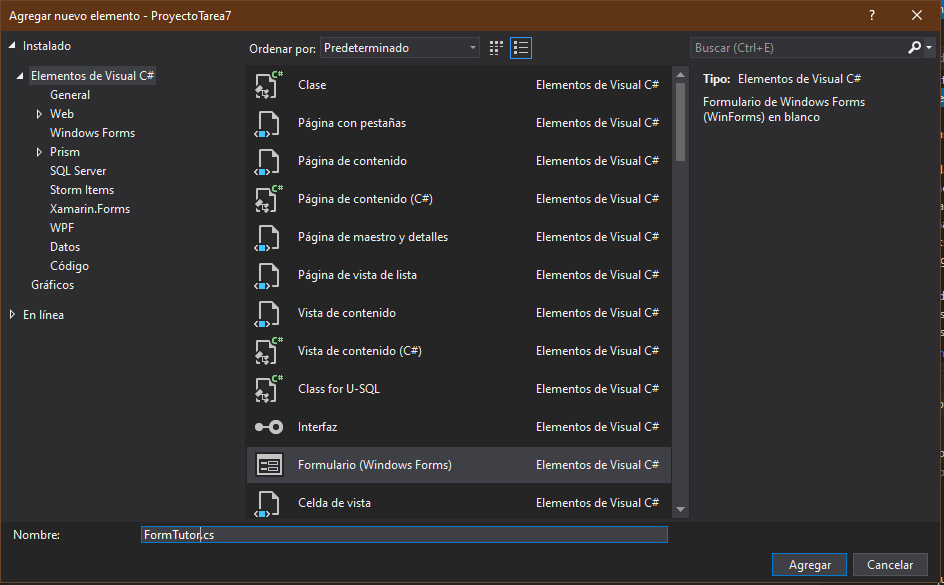 Agregar nuevo elemento - ProyectoTarea7 ?
Instalado
Elementos de Visual C#
General
Web
Windows Forms
Prism
SQL Server
Storm Items
Xamarin.Forms
WPF
Datos
Código
Gráficos
En línea
Ordenar por: Predeterminado
C# Clase Elementos de Visual C#
Página con pestañas Elementos de Visual C#
Página de contenido Elementos de Visual C#
C# Página de contenido (C#) Elementos de Visual C#
Página de maestro y detalles Elementos de Visual C#
Página de vista de lista Elementos de Visual C#
Vista de contenido Elementos de Visual C#
C# Vista de contenido (C#) Elementos de Visual C#
C# Class for U-SQL Elementos de Visual C#
Interfaz Elementos de Visual C#
Formulario (Windows Forms) Elementos de Visual C#
Celda de vista Elementos de Visual C#
Buscar (Ctrl+E)
Tipo: Elementos de Visual C#
Formulario de Windows Forms
(WinForms) en blanco
Nombre: FormTutor.cs
Agregar Cancelar